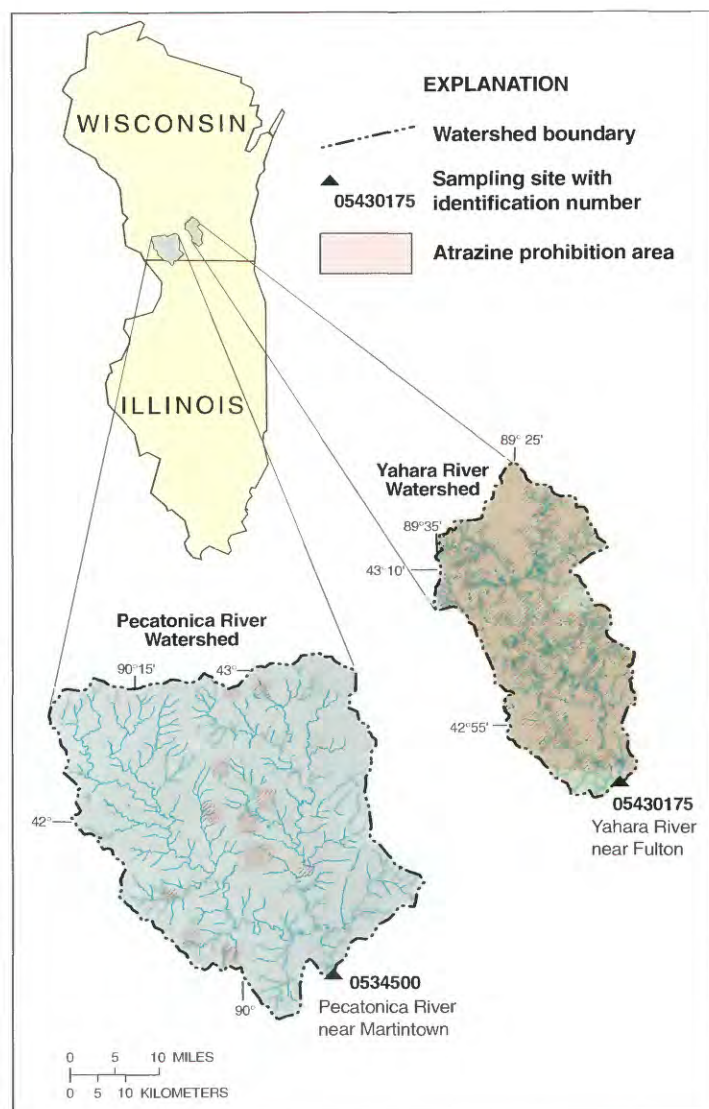 WISCONSIN
ILLINOIS
EXPLANATION
Watershed boundary
05430175
Sampling site with
identification number
Atrazine prohibition area
89° 25'
Yahara River
Watershed
89°35'
43°10'
42°55'
05430175
Yahara River
near Fulton
Pecatonica River
Watershed
90°15'
43°
42°
90°
0534500
Pecatonica River
near Martintown
0 5 10 MILES
0 5 10 KILOMETERS